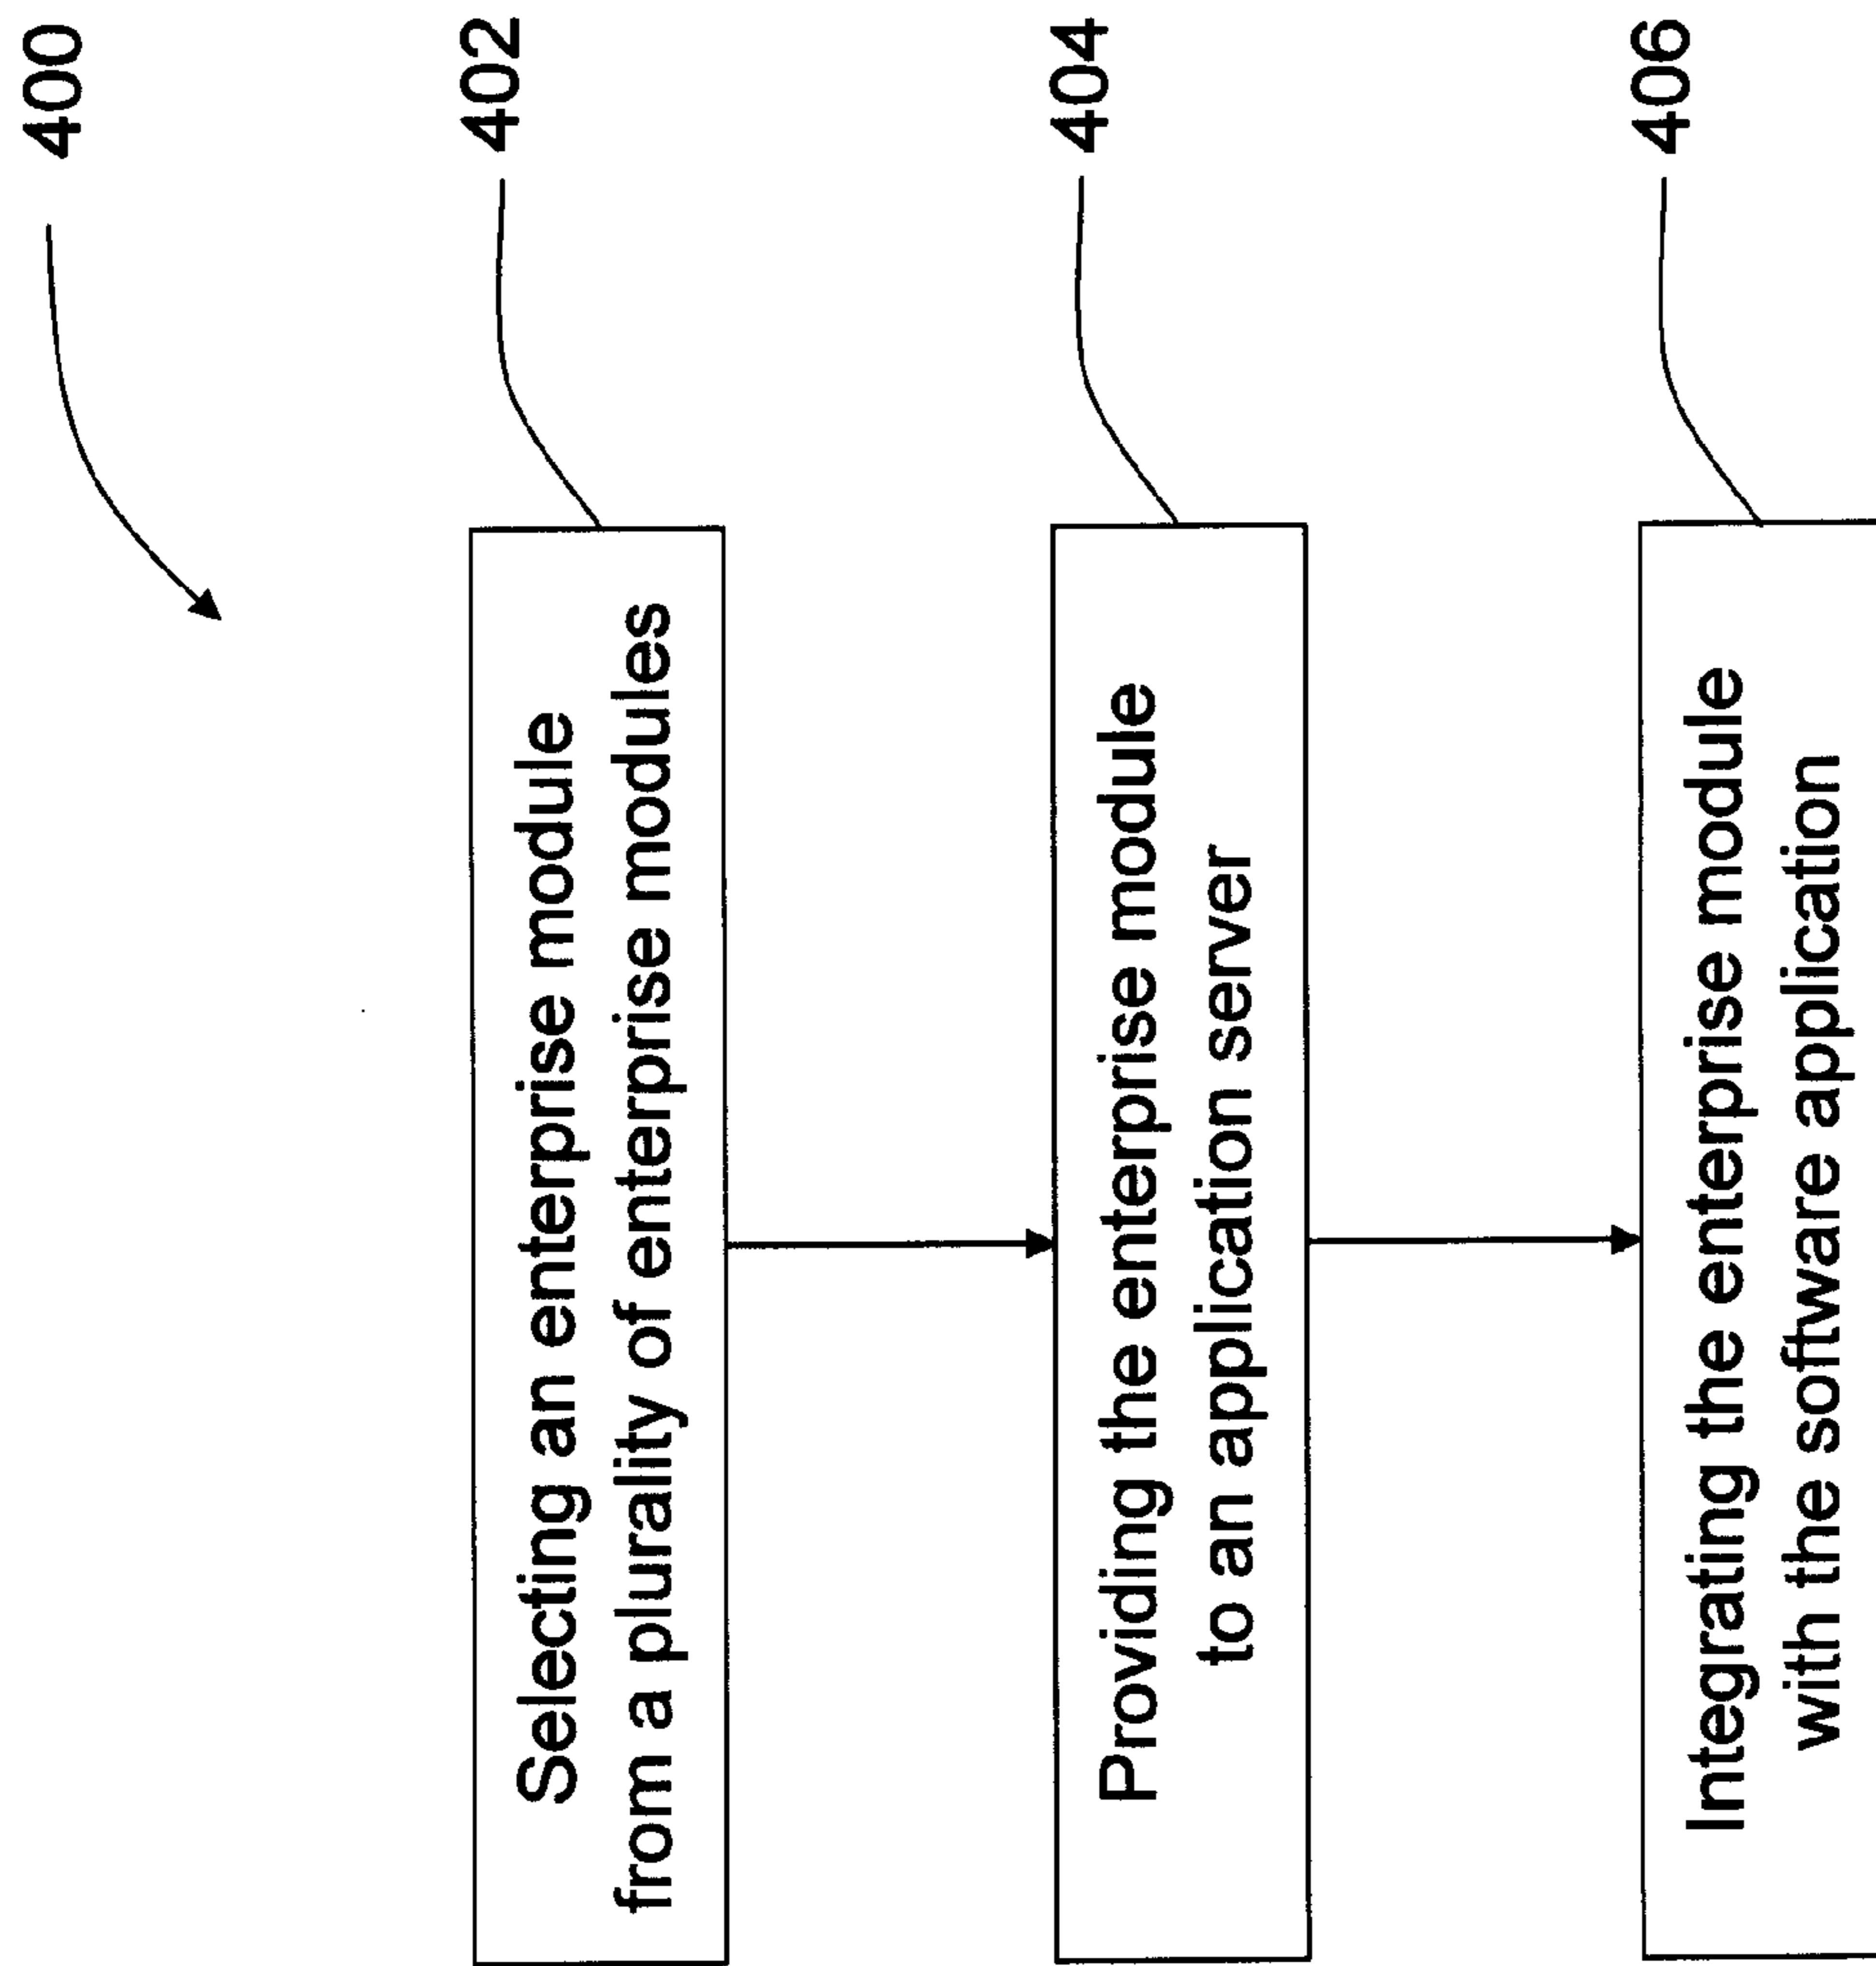 400
402
Selecting an enterprise module
from a plurality of enterprise modules
404
Providing the enterprise module
to an application server
406
Integrating the enterprise module
with the software application